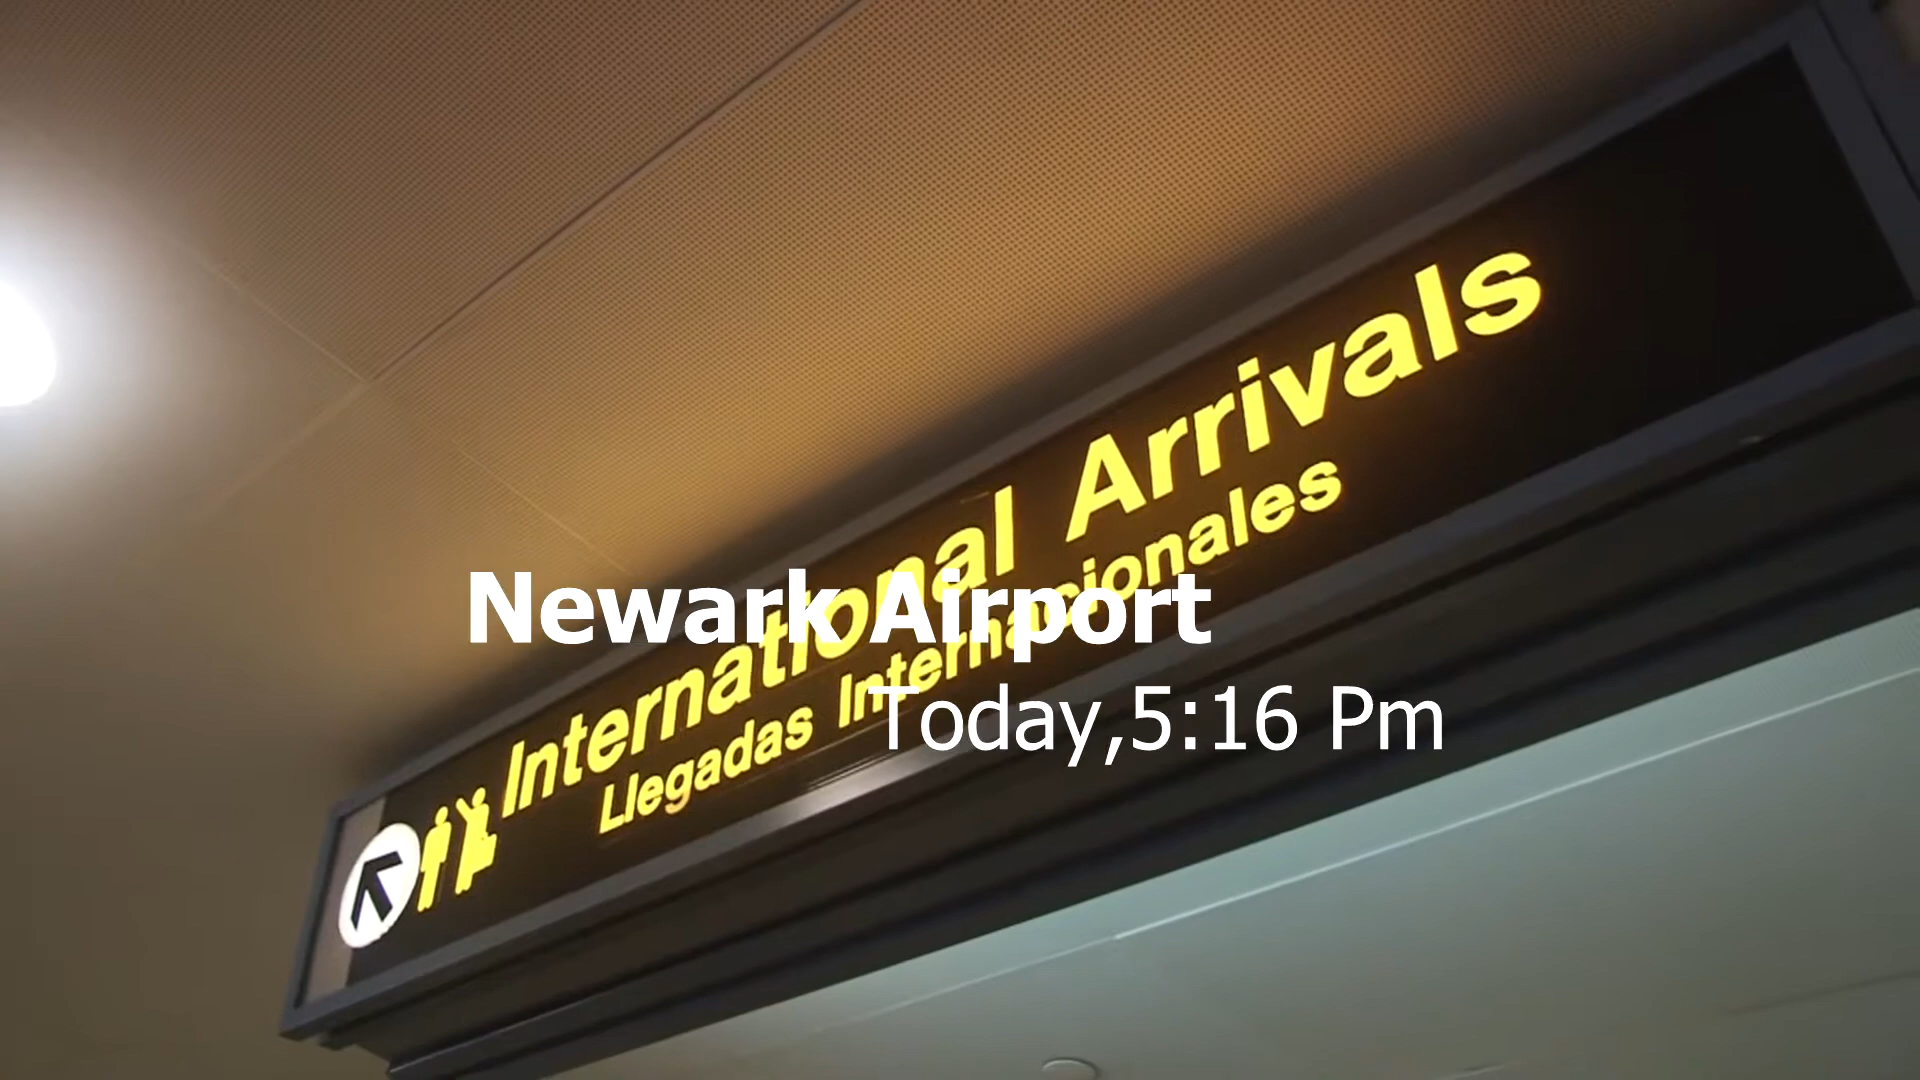 International Arrivals
Llegadas Internacionales
Newark Airport
Today,5:16 Pm